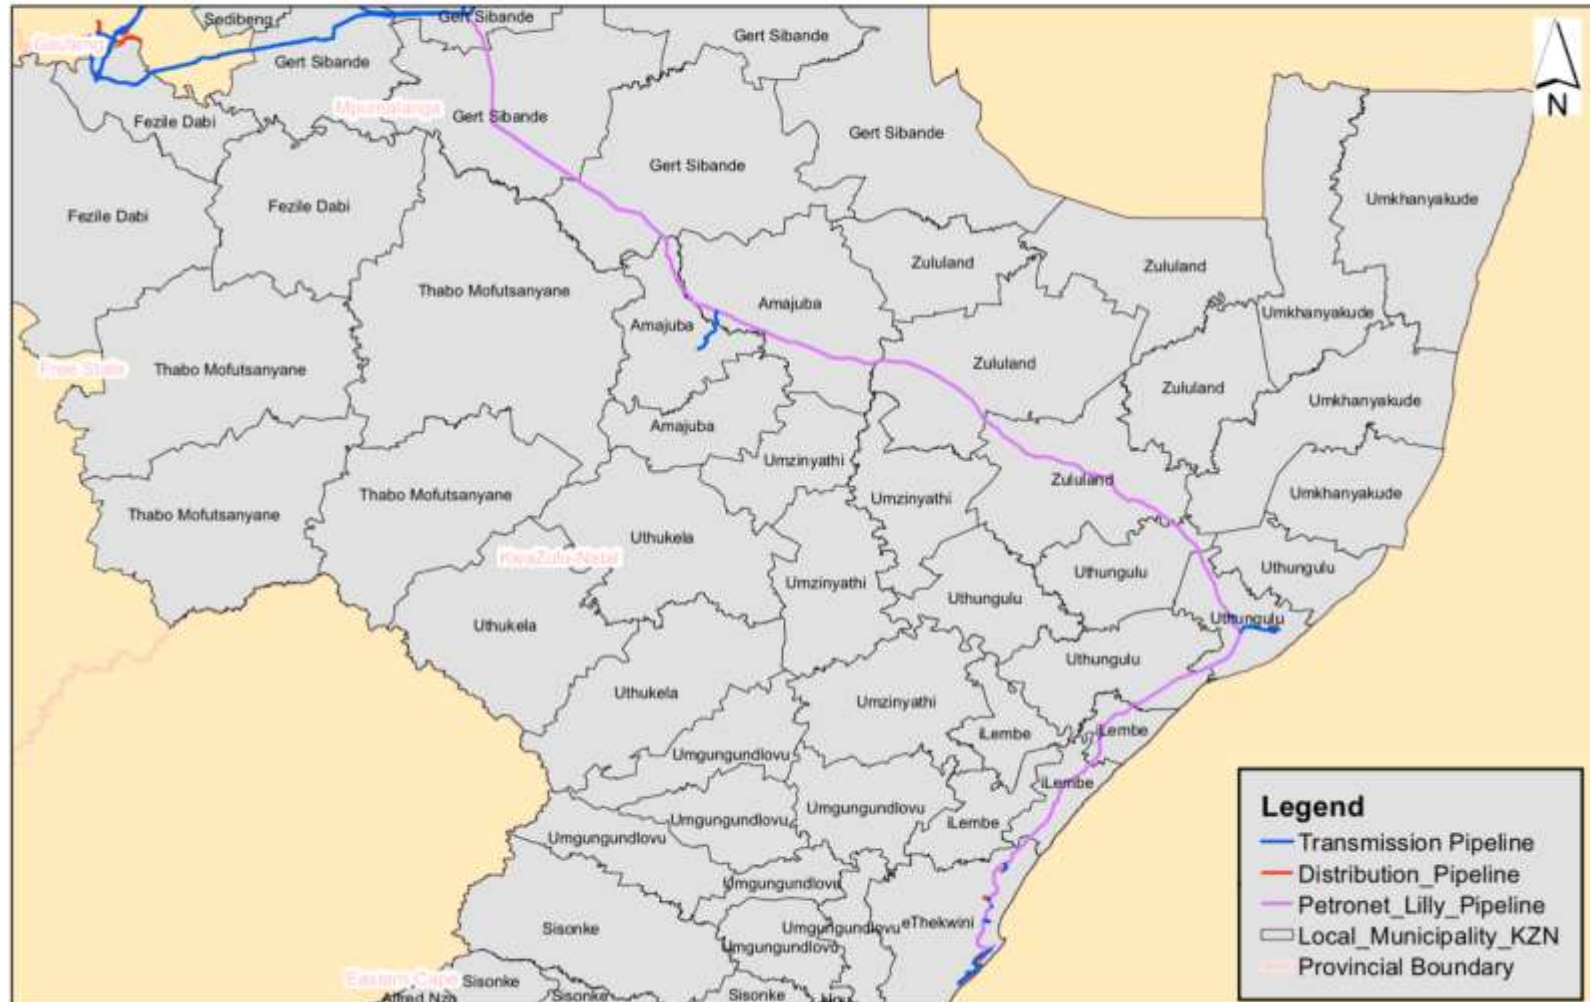 Sedibeng
Gert Sibande
Gert Sibande
Gauteng
Gert Sibande
Mpumalanga
Gert Sibande
Fezile Dabi
Gert Sibande
Gert Sibande
N
Fezile Dabi
Fezile Dabi
Umkhanyakude
Zululand
Zululand
Thabo Mofutsanyane
Amajuba
Umkhanyakude
Amajuba
Free State
Thabo Mofutsanyane
Zululand
Zululand
Umkhanyakude
Amajuba
Umzinyathi
Zululand
Thabo Mofutsanyane
Umzinyathi
Umkhanyakude
Thabo Mofutsanyane
Uthukela
KwaZulu-Natal
Umzinyathi
Uthungulu
Uthungulu
Uthungulu
Uthukela
Uthungulu
Uthungulu
Uthukela
Umzinyathi
iLembe
iLembe
Umgungundlovu
iLembe
Umgungundlovu
Umgungundlovu
iLembe
Umgungundlovu
Umgungundlovu
Sisonke
Umgungundlovu
eThekwini
Umgungundlovu
Eastern Cape
Sisonke
Alfred Nzo
Sisonke
Sisonke
Legend
Transmission Pipeline
Distribution_Pipeline
Petronet_Lilly_Pipeline
Local_Municipality_KZN
Provincial Boundary